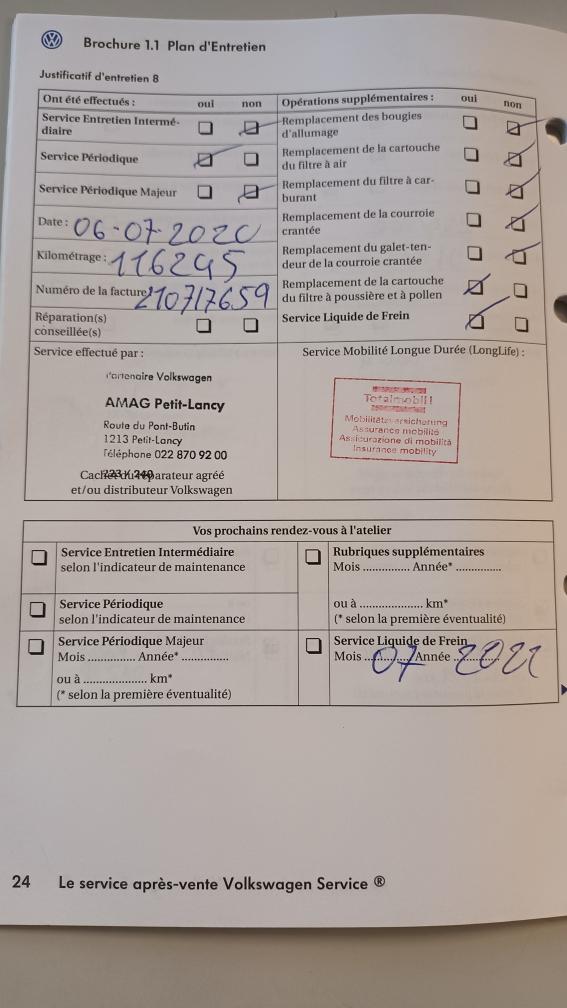 Brochure 1.1 Plan d'Entretien
Justificatif d'entretien 8
Ont été effectués : oui non
Service Entretien Intermé-
diaire
Service Périodique
Service Périodique Majeur
Date : 06-07-2020
Kilométrage : 116245
Numéro de la facture 210717659
Réparation(s)
conseillée(s)
Opérations supplémentaires : oui non
Remplacement des bougies
d'allumage
Remplacement de la cartouche
du filtre à air
Remplacement du filtre à car-
burant
Remplacement de la courroie
crantée
Remplacement du galet-ten-
deur de la courroie crantée
Remplacement de la cartouche
du filtre à poussière et à pollen
Service Liquide de Frein
Service effectué par :
Partenaire Volkswagen
AMAG Petit-Lancy
Route du Pont-Butin
1213 Petit-Lancy
Téléphone 022 870 92 00
Cachet du réparateur agréé
et/ou distributeur Volkswagen
Service Mobilité Longue Durée (LongLife) :
Totalmobil!
Mobilitätsversicherung
Assurance mobilité
Assicurazione di mobilità
Insurance mobility
Vos prochains rendez-vous à l'atelier
Service Entretien Intermédiaire
selon l'indicateur de maintenance
Service Périodique
selon l'indicateur de maintenance
Service Périodique Majeur
Mois .............. Année* ..............
ou à ................... km*
(* selon la première éventualité)
Rubriques supplémentaires
Mois .............. Année* ..............
ou à ................... km*
(* selon la première éventualité)
Service Liquide de Frein
Mois 07 Année 2022
24 Le service après-vente Volkswagen Service ®